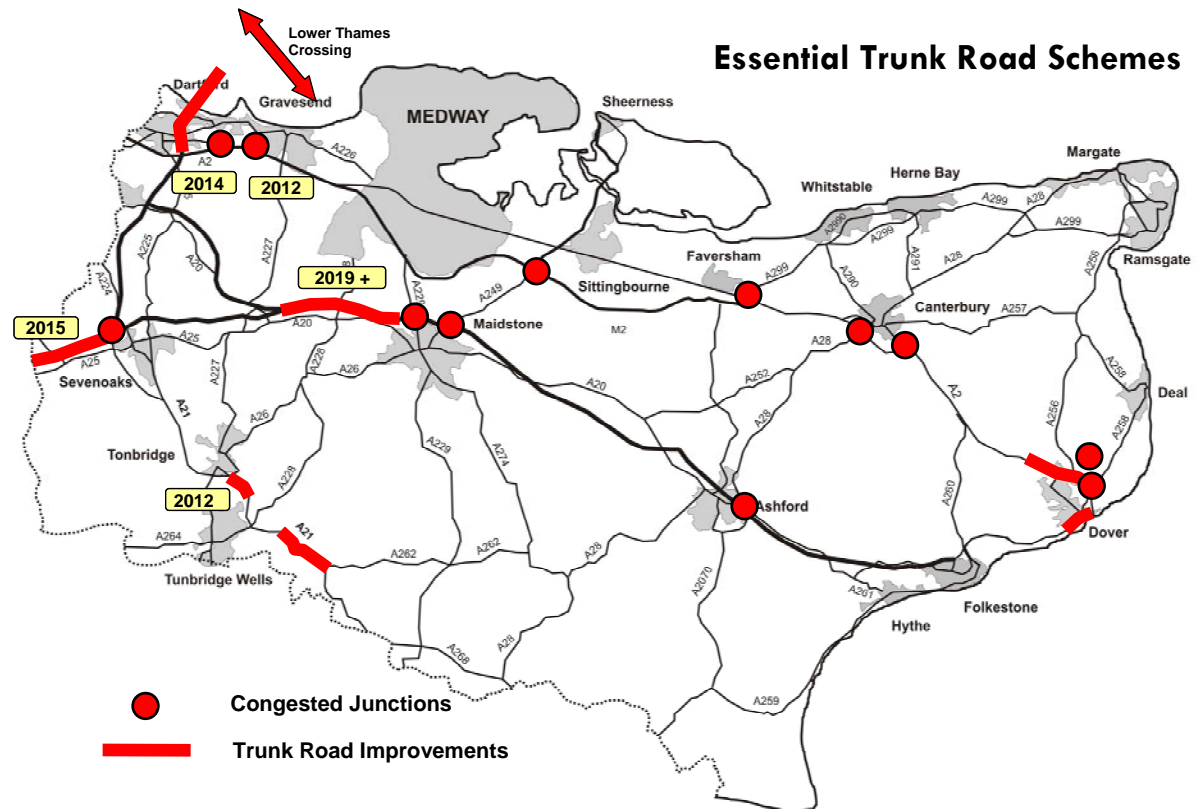 Essential Trunk Road Schemes
Lower Thames
Crossing
Dartford
Gravesend
MEDWAY
Sheerness
A226
A2
2014
2012
Margate
Herne Bay
Whitstable
A28
A299
A299
A2990
A299
A256
Ramsgate
A225
A227
A20
A224
A291
A28
A290
Faversham
A299
2019 +
A229
A249
Sittingbourne
Canterbury
A257
2015
A20
Maidstone
M2
A28
A25
A25
Sevenoaks
A228
A26
A227
A252
A20
A258
Deal
A21
A26
A28
A2
A256
A258
Tonbridge
A229
A274
A228
2012
A260
Ashford
Dover
A264
A21
A262
A262
A28
Tunbridge Wells
A2070
A261
Folkestone
Hythe
A28
A268
A259
Congested Junctions
Trunk Road Improvements